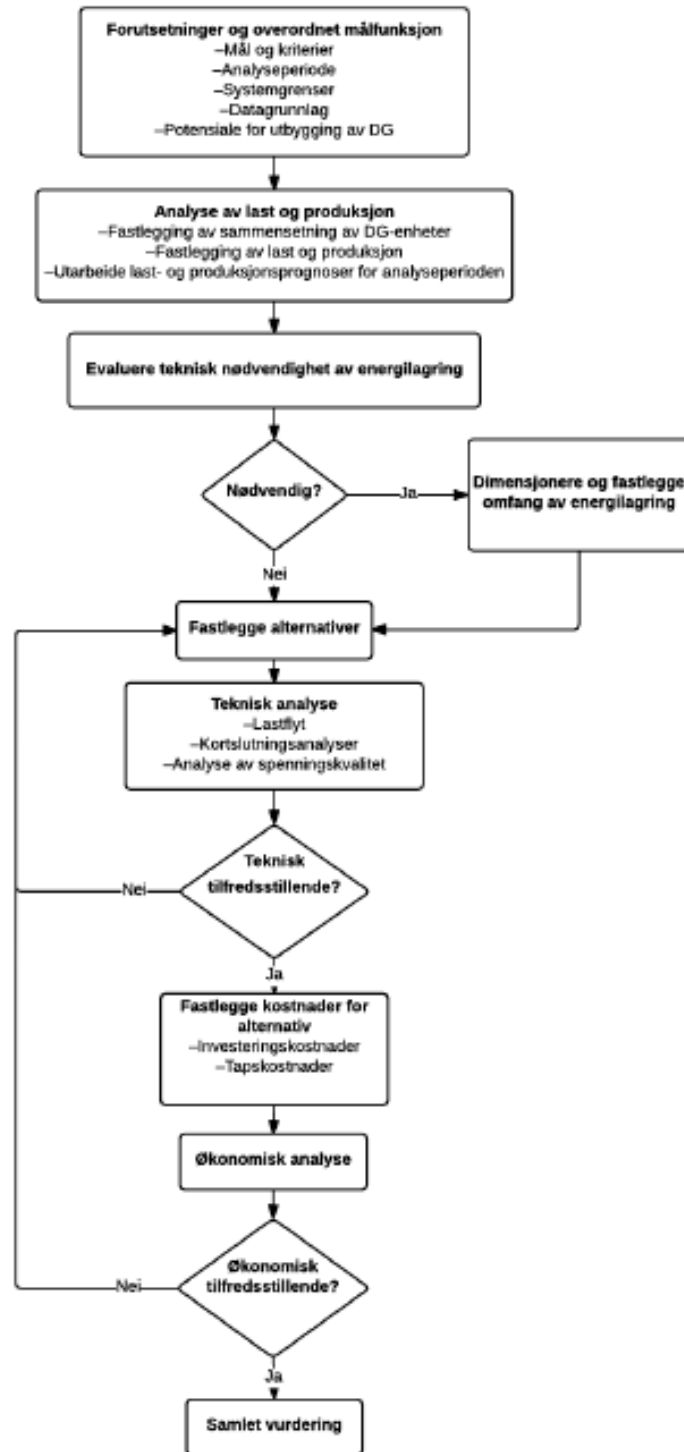 Forutsetninger og overordnet målfunksjon
–Mål og kriterier
–Analyseperiode
–Systemgrenser
–Datagrunnlag
–Potensiale for utbygging av DG
Analyse av last og produksjon
–Fastlegging av sammensetning av DG-enheter
–Fastlegging av last og produksjon
–Utarbeide last- og produksjonsprognoser for analyseperioden
Evaluere teknisk nødvendighet av energilagring
Nødvendig?
Ja
Dimensjonere og fastlegge
omfang av energilagring
Nei
Fastlegge alternativer
Teknisk analyse
–Lastflyt
–Kortslutningsanalyser
–Analyse av spenningskvalitet
Teknisk
tilfredsstillende?
Nei
Ja
Fastlegge kostnader for
alternativ
–Investeringskostnader
–Tapskostnader
Økonomisk analyse
Økonomisk
tilfredsstillende?
Nei
Ja
Samlet vurdering